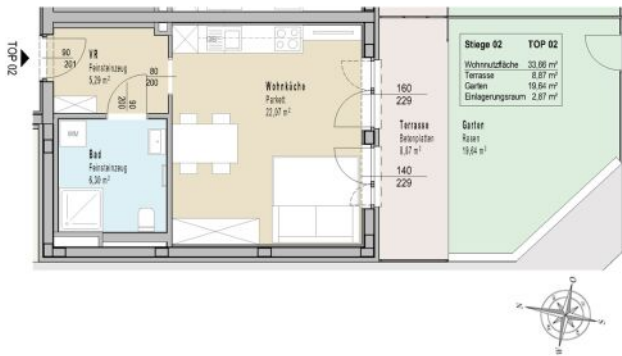 TOP 02
90
201
VR
Feinsteinzeug
5,29 m²
80
200
90
200
WM
Bad
Feinsteinzeug
6,30 m²
Wohnküche
Parkett
22,07 m²
160
229
140
229
Terrasse
Betonplatten
8,87 m²
Garten
Rasen
19,64 m²
Stiege 02 TOP 02
Wohnnutzfläche 33,66 m²
Terrasse 8,87 m²
Garten 19,64 m²
Einlagerungsraum 2,87 m²
N
O
S
W